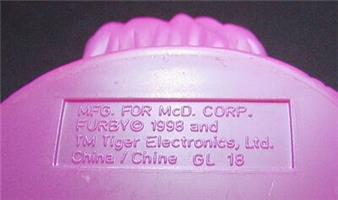 MFG. FOR McD. CORP.
FURBY© 1998 and
TM Tiger Electronics, Ltd.
China / Chine GL 18